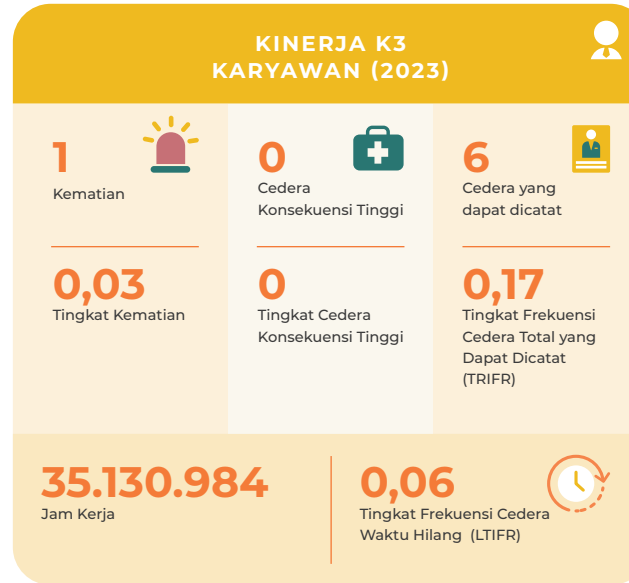 KINERJA K3
KARYAWAN (2023)
1
Kematian
0
Cedera
Konsekuensi Tinggi
6
Cedera yang
dapat dicatat
0,03
Tingkat Kematian
0
Tingkat Cedera
Konsekuensi Tinggi
0,17
Tingkat Frekuensi
Cedera Total yang
Dapat Dicatat
(TRIFR)
35.130.984
Jam Kerja
0,06
Tingkat Frekuensi Cedera
Waktu Hilang (LTIFR)